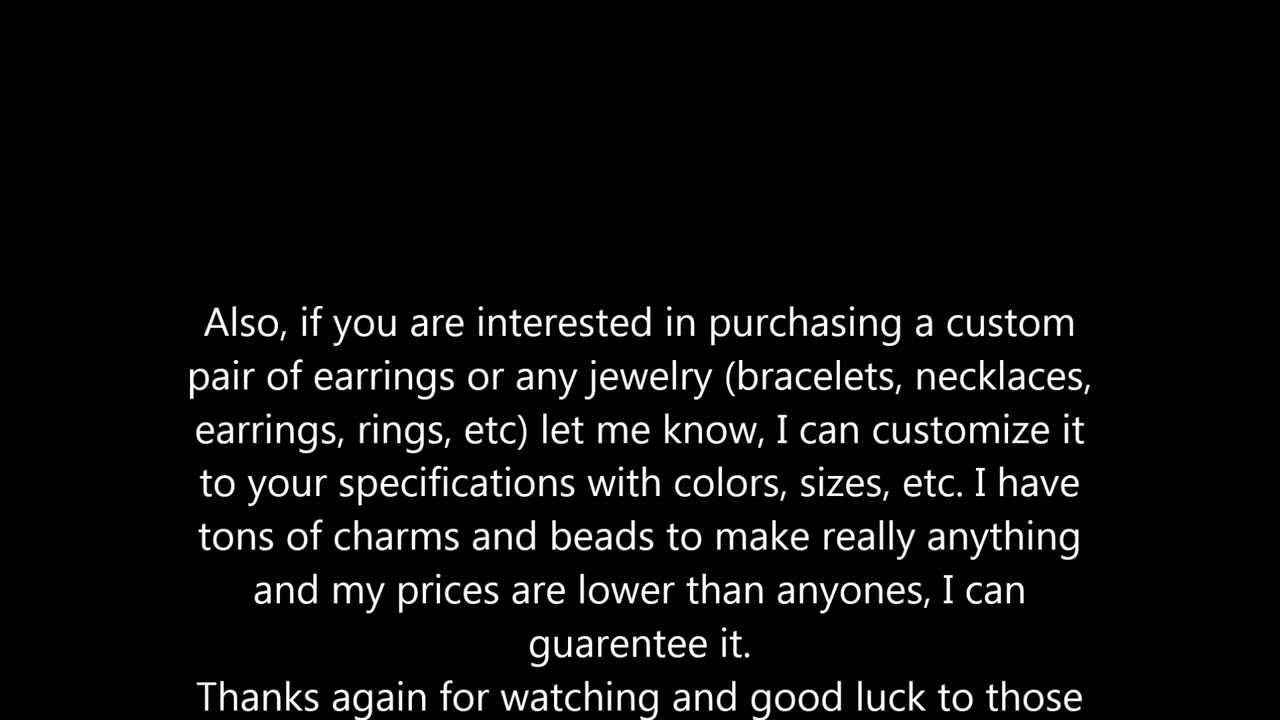 Also, if you are interested in purchasing a custom
pair of earrings or any jewelry (bracelets, necklaces,
earrings, rings, etc) let me know, I can customize it
to your specifications with colors, sizes, etc. I have
tons of charms and beads to make really anything
and my prices are lower than anyones, I can
guarentee it.
Thanks again for watching and good luck to those